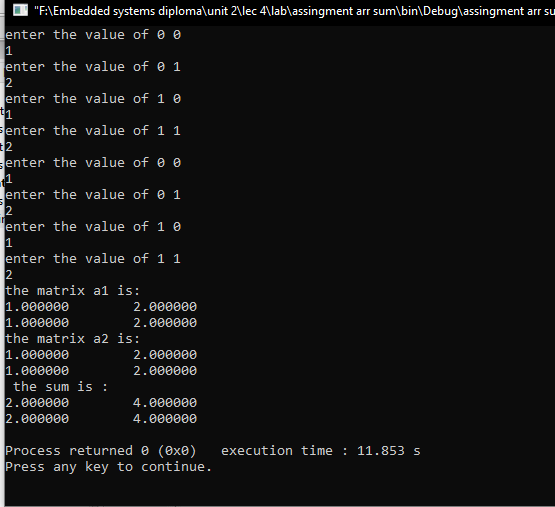 "F:\Embedded systems diploma\unit 2\lec 4\lab\assingment arr sum\bin\Debug\assingment arr su
enter the value of 0 0
1
enter the value of 0 1
2
enter the value of 1 0
1
enter the value of 1 1
2
enter the value of 0 0
1
enter the value of 0 1
2
enter the value of 1 0
1
enter the value of 1 1
2
the matrix a1 is:
1.000000 2.000000
1.000000 2.000000
the matrix a2 is:
1.000000 2.000000
1.000000 2.000000
the sum is :
2.000000 4.000000
2.000000 4.000000
Process returned 0 (0x0) execution time : 11.853 s
Press any key to continue.